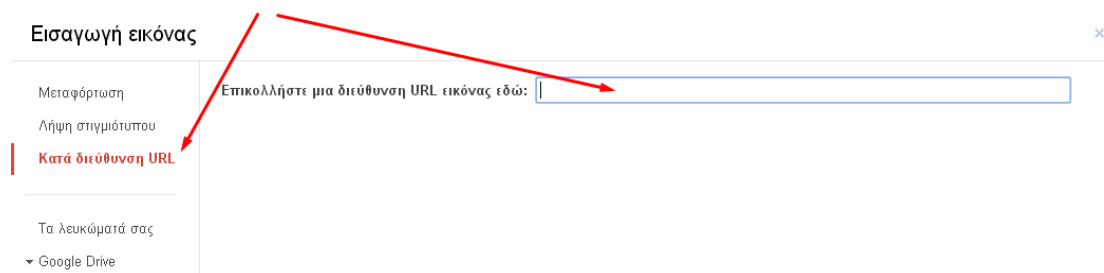 Εισαγωγή εικόνας
×
Μεταφόρτωση
Επικολλήστε μια διεύθυνση URL εικόνας εδώ:
Λήψη στιγμιότυπου
Κατά διεύθυνση URL
Τα λευκώματά σας
Google Drive